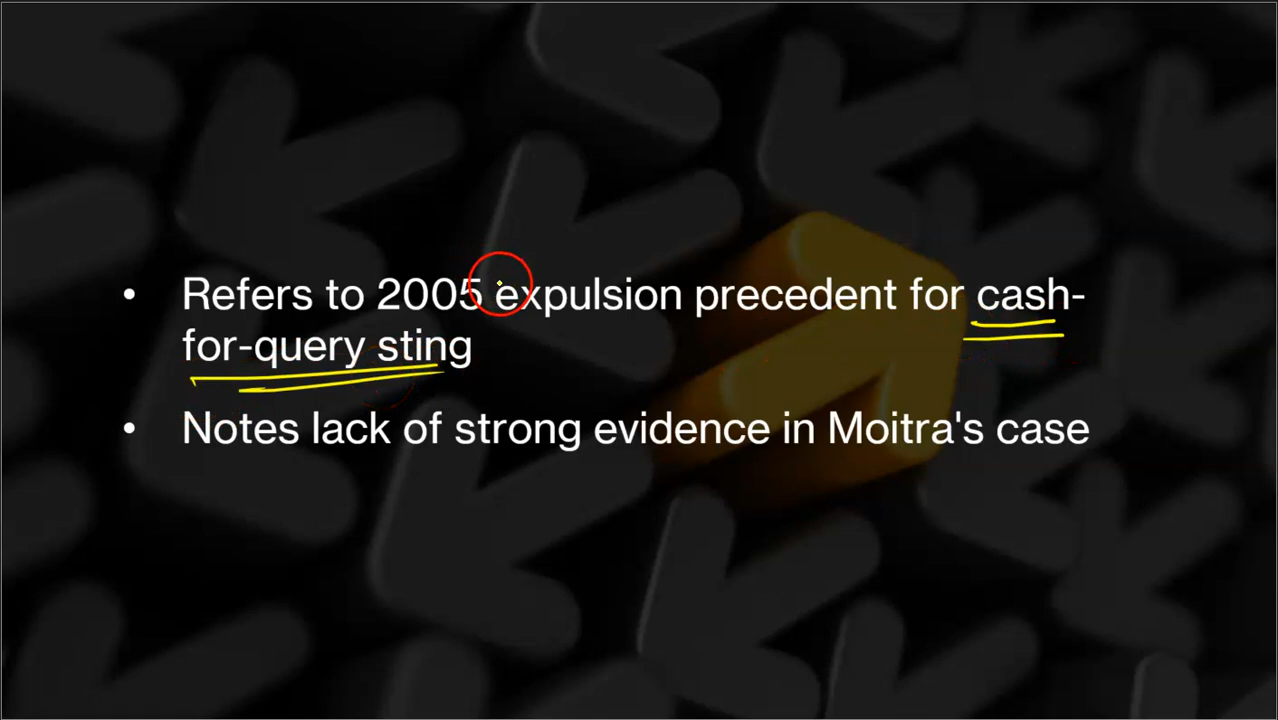 • Refers to 2005 expulsion precedent for cash-
for-query sting
• Notes lack of strong evidence in Moitra's case